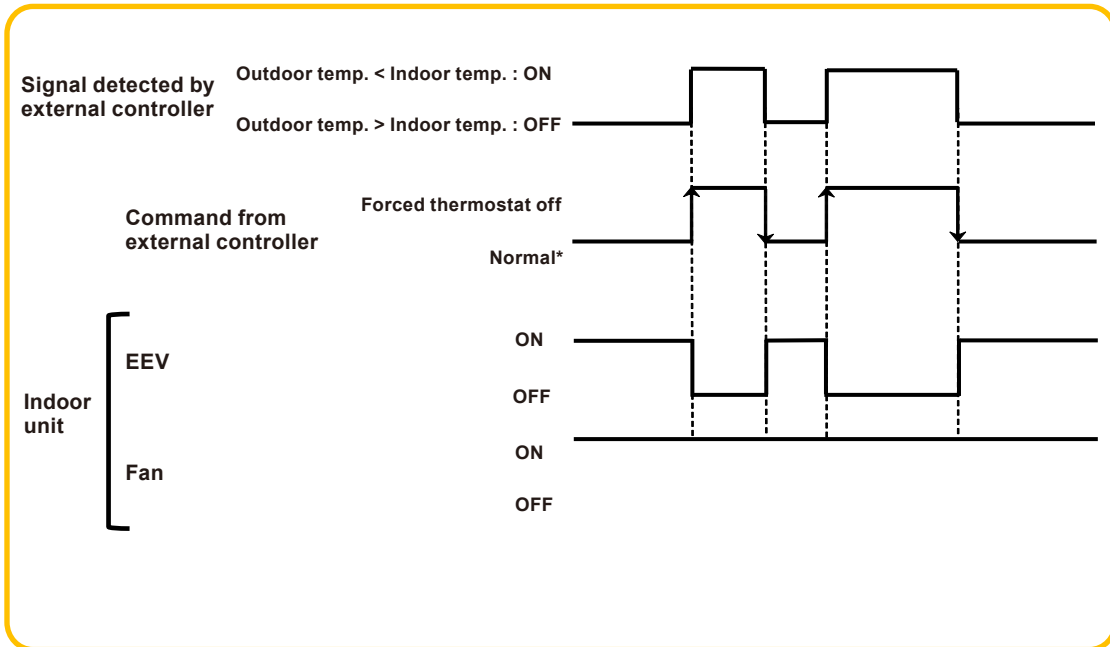 Signal detected by
external controller
Outdoor temp. < Indoor temp. : ON
Outdoor temp. > Indoor temp. : OFF
Command from
external controller
Forced thermostat off
Normal*
Indoor
unit
EEV
ON
OFF
Fan
ON
OFF